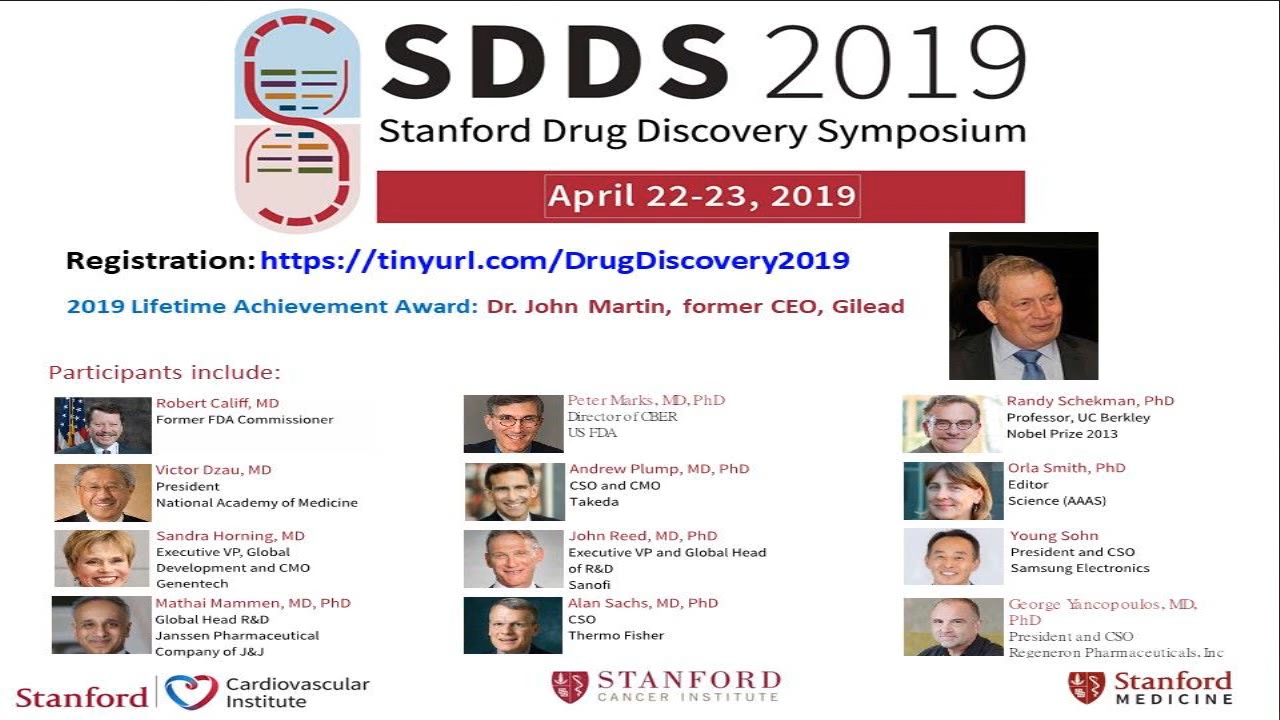 SDDS 2019
Stanford Drug Discovery Symposium
April 22-23, 2019
Registration: https://tinyurl.com/DrugDiscovery2019
2019 Lifetime Achievement Award: Dr. John Martin, former CEO, Gilead
Participants include:
Robert Califf, MD
Former FDA Commissioner
Victor Dzau, MD
President
National Academy of Medicine
Sandra Horning, MD
Executive VP, Global
Development and CMO
Genentech
Mathai Mammen, MD, PhD
Global Head R&D
Janssen Pharmaceutical
Company of J&J
Peter Marks, MD, PhD
Director of CBER
US FDA
Andrew Plump, MD, PhD
CSO and CMO
Takeda
John Reed, MD, PhD
Executive VP and Global Head
of R&D
Sanofi
Alan Sachs, MD, PhD
CSO
Thermo Fisher
Randy Schekman, PhD
Professor, UC Berkley
Nobel Prize 2013
Orla Smith, PhD
Editor
Science (AAAS)
Young Sohn
President and CSO
Samsung Electronics
George Yancopoulos, MD,
PhD
President and CSO
Regeneron Pharmaceuticals, Inc
Stanford
Cardiovascular
Institute
STANFORD
CANCER INSTITUTE
Stanford
MEDICINE